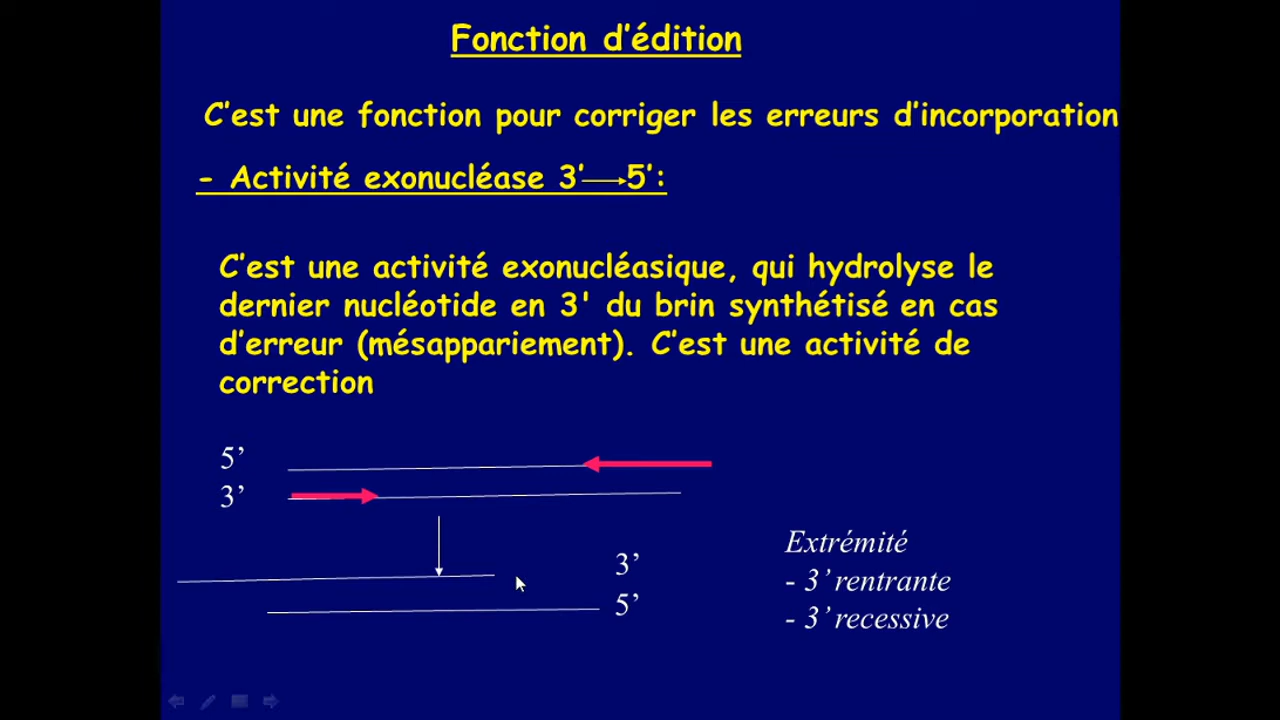 Fonction d’édition
C’est une fonction pour corriger les erreurs d’incorporation
- Activité exonucléase 3’→5’:
C’est une activité exonucléasique, qui hydrolyse le
dernier nucléotide en 3' du brin synthétisé en cas
d’erreur (mésappariement). C’est une activité de
correction
5’
3’
3’
5’
Extrémité
- 3’ rentrante
- 3’ recessive